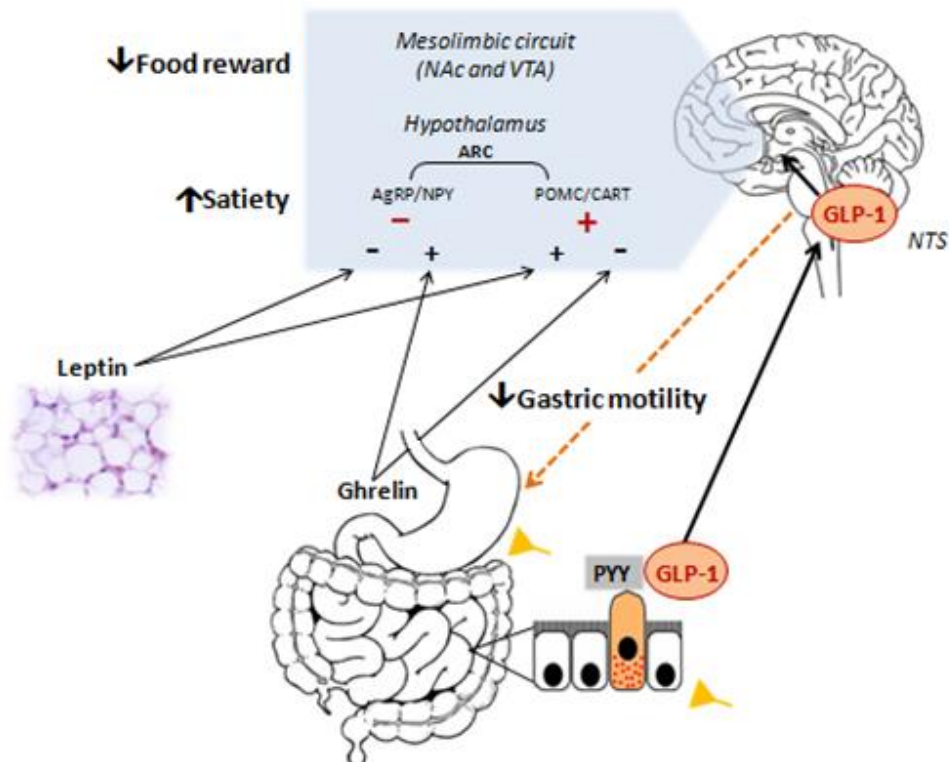 ↓Food reward
Mesolimbic circuit
(NAc and VTA)
Hypothalamus
ARC
↑Satiety
AgRP/NPY
POMC/CART
− +
- + + -
GLP-1
NTS
Leptin
↓Gastric motility
Ghrelin
PYY
GLP-1